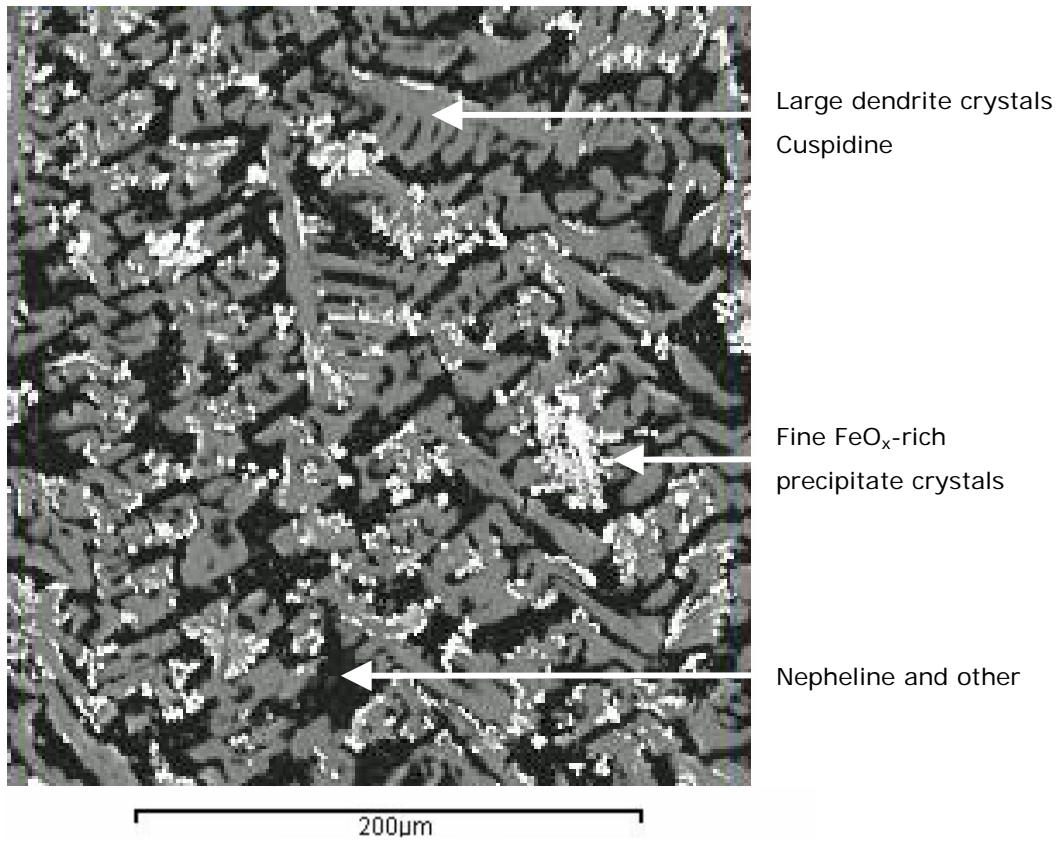 Large dendrite crystals
Cuspidine
Fine FeOₓ-rich
precipitate crystals
Nepheline and other
200µm